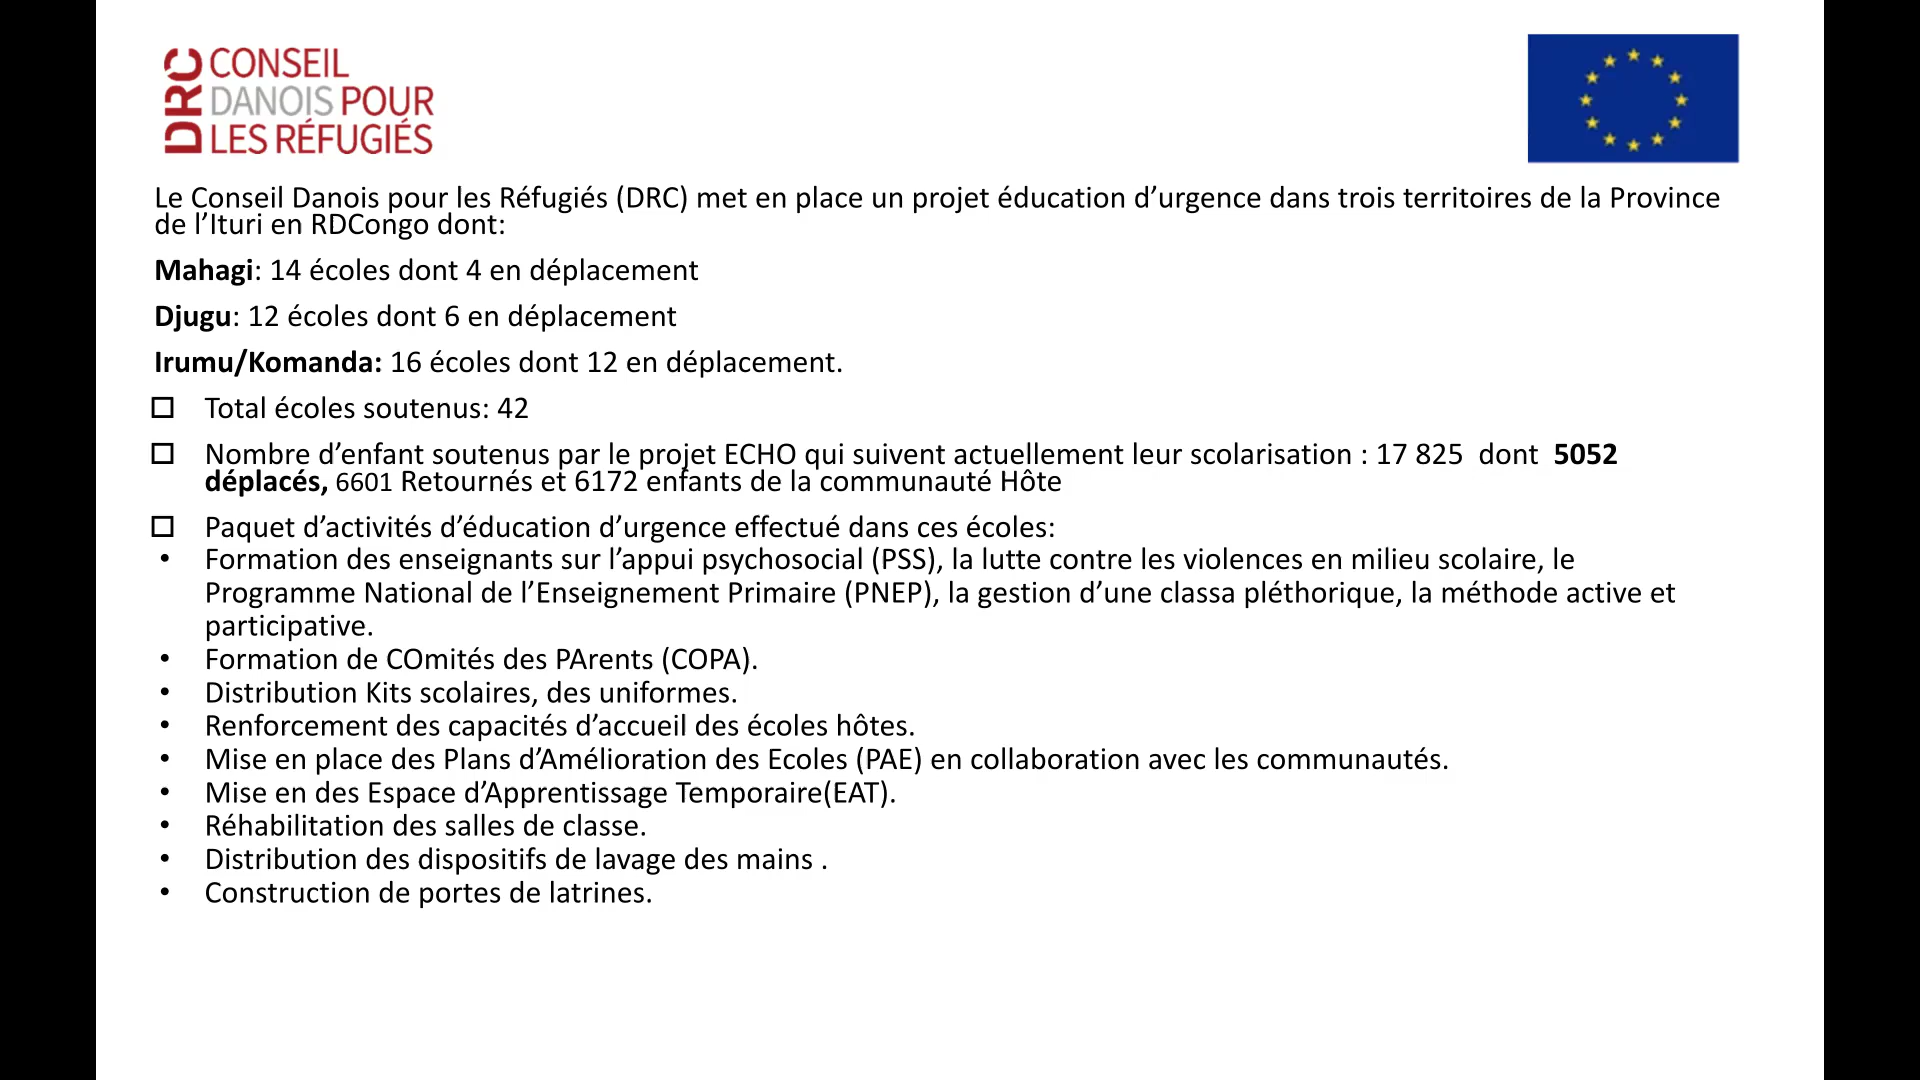 DRC
CONSEIL
DANOIS POUR
LES RÉFUGIÉS
Le Conseil Danois pour les Réfugiés (DRC) met en place un projet éducation d’urgence dans trois territoires de la Province
de l’Ituri en RDCongo dont:
Mahagi: 14 écoles dont 4 en déplacement
Djugu: 12 écoles dont 6 en déplacement
Irumu/Komanda: 16 écoles dont 12 en déplacement.
☐ Total écoles soutenus: 42
☐ Nombre d’enfant soutenus par le projet ECHO qui suivent actuellement leur scolarisation : 17 825 dont 5052
déplacés, 6601 Retournés et 6172 enfants de la communauté Hôte
☐ Paquet d’activités d’éducation d’urgence effectué dans ces écoles:
• Formation des enseignants sur l’appui psychosocial (PSS), la lutte contre les violences en milieu scolaire, le
Programme National de l’Enseignement Primaire (PNEP), la gestion d’une classa pléthorique, la méthode active et
participative.
• Formation de COmités des PArents (COPA).
• Distribution Kits scolaires, des uniformes.
• Renforcement des capacités d’accueil des écoles hôtes.
• Mise en place des Plans d’Amélioration des Ecoles (PAE) en collaboration avec les communautés.
• Mise en des Espace d’Apprentissage Temporaire(EAT).
• Réhabilitation des salles de classe.
• Distribution des dispositifs de lavage des mains .
• Construction de portes de latrines.